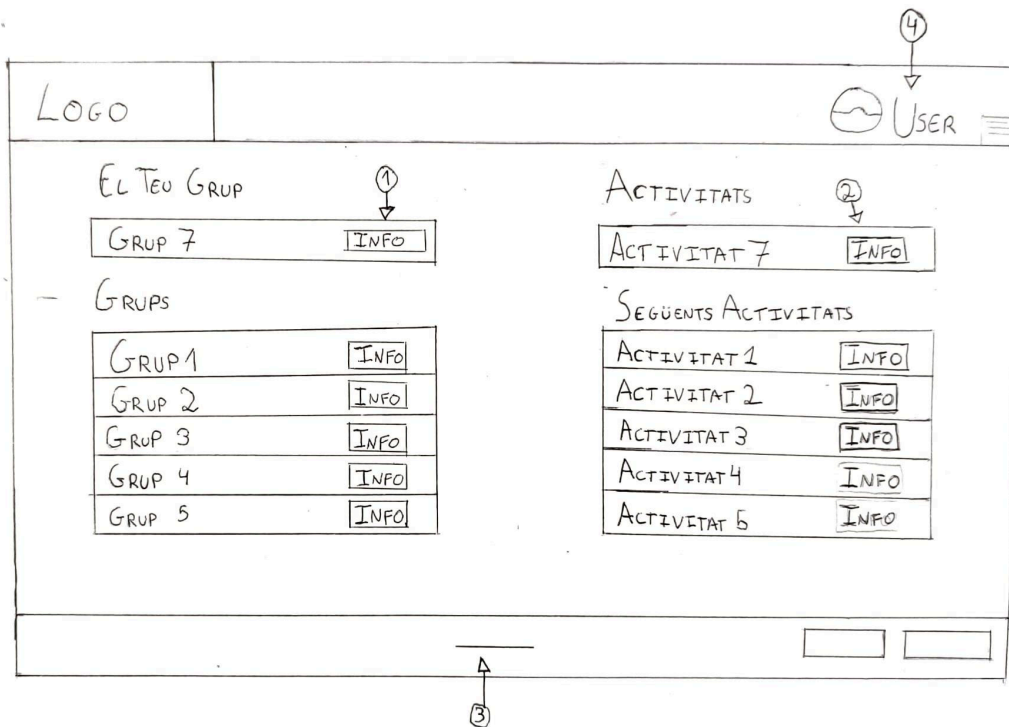 4
LOGO
USER
EL TEU GRUP
1
GRUP 7
INFO
GRUPS
GRUP 1
INFO
GRUP 2
INFO
GRUP 3
INFO
GRUP 4
INFO
GRUP 5
INFO
ACTIVITATS
2
ACTIVITAT 7
INFO
SEGÜENTS ACTIVITATS
ACTIVITAT 1
INFO
ACTIVITAT 2
INFO
ACTIVITAT 3
INFO
ACTIVITAT 4
INFO
ACTIVITAT 5
INFO
3